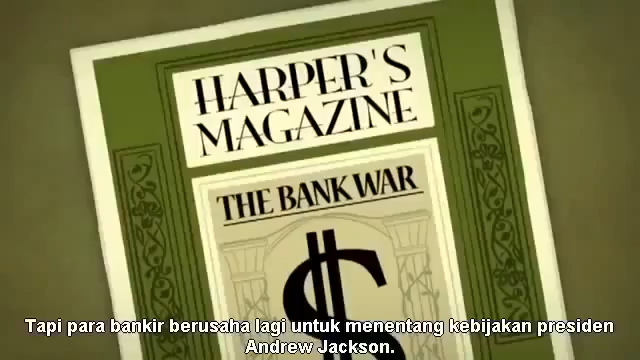 HARPER'S
MAGAZINE
THE BANK WAR
$
Tapi para bankir berusaha lagi untuk menentang kebijakan presiden
Andrew Jackson.